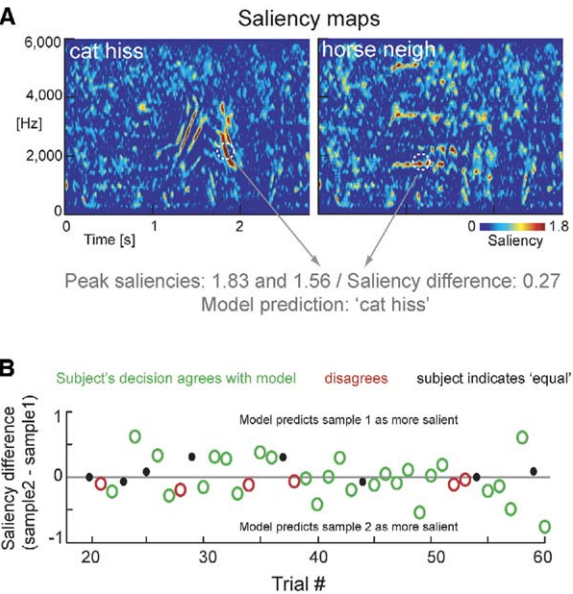 A
Saliency maps
cat hiss
horse neigh
6,000
4,000
[Hz]
2,000
0
0
1
2
Time [s]
0
1.8
Saliency
Peak saliencies: 1.83 and 1.56 / Saliency difference: 0.27
Model prediction: 'cat hiss'
B
Subject's decision agrees with model
disagrees
subject indicates 'equal'
Saliency difference
(sample2 - sample1)
1
0
-1
Model predicts sample 1 as more salient
Model predicts sample 2 as more salient
20
30
40
50
60
Trial #